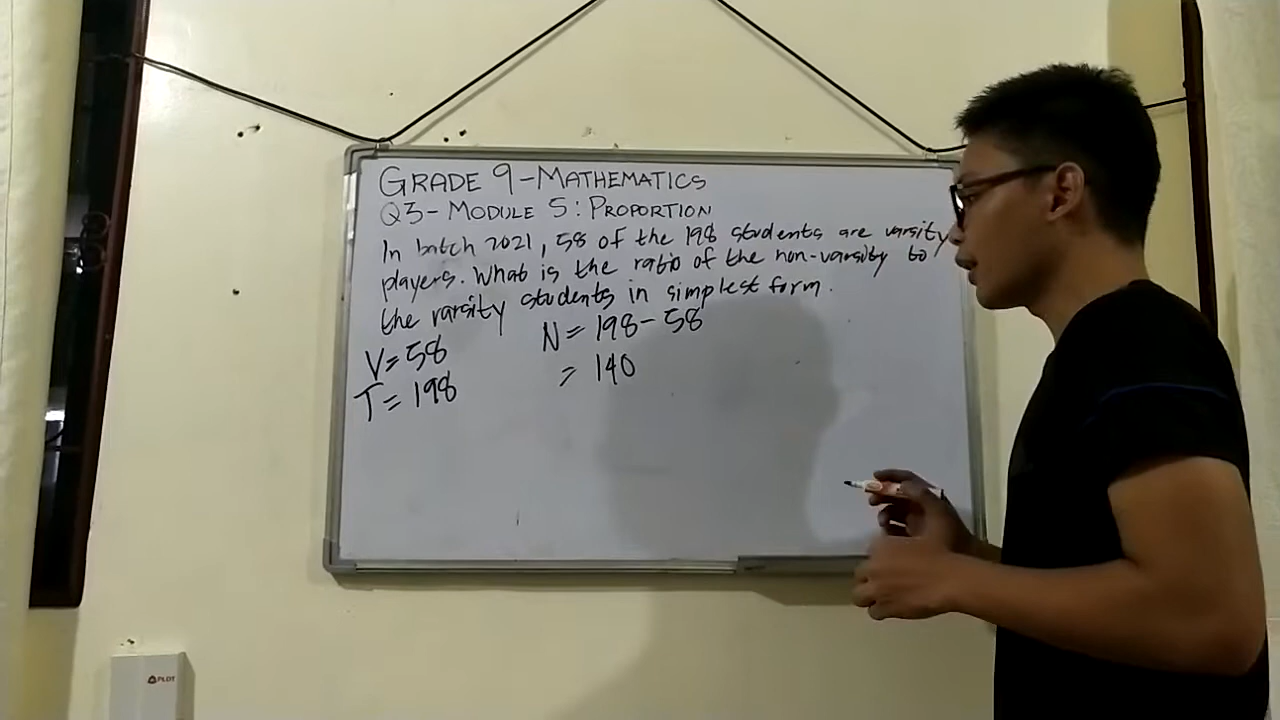 GRADE 9-MATHEMATICS
Q3- MODULE 5: PROPORTION
In batch 2021, 58 of the 198 students are varsity
players. What is the ratio of the non-varsity to
the varsity students in simplest form.
V = 58
T = 198
N = 198 - 58
= 140
PLDT